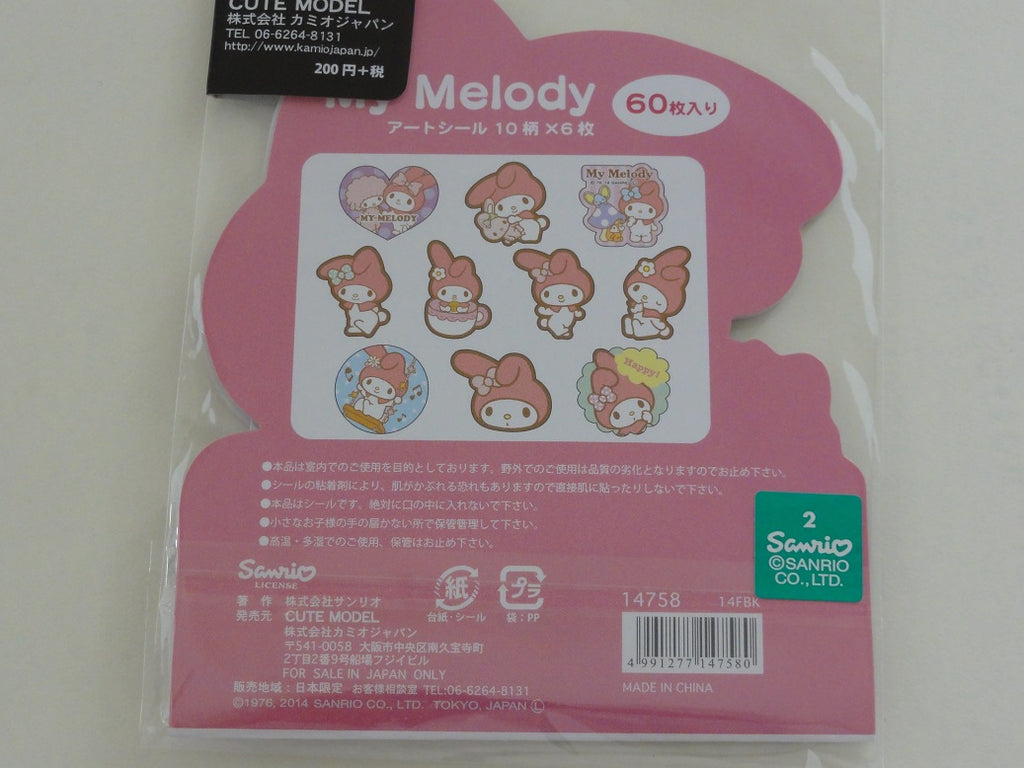 CUTE MODEL
株式会社 カミオジャパン
TEL 06-6264-8131
http://www.kamiojapan.jp/
200円+税
My Melody
60枚入り
アートシール 10柄×6枚
MY MELODY
My Melody
Happy!
●本品は室内でのご使用を目的としております。野外でのご使用は品質の劣化となりますのでお止め下さい。
●シールの粘着剤により、肌がかぶれる恐れもありますので直接肌に貼ったりしないで下さい。
●本品はシールです。絶対に口の中に入れないで下さい。
●小さなお子様の手の届かない所で保管管理して下さい。
●高温・多湿でのご使用、保管はお止め下さい。
2
Sanrio
©SANRIO
CO.,LTD.
Sanrio
LICENSE
紙
台紙・シール
プラ
袋:PP
著 作 株式会社サンリオ
発売元 CUTE MODEL
株式会社カミオジャパン
〒541-0058 大阪市中央区南久宝寺町
2丁目2番9号船場フジイビル
FOR SALE IN JAPAN ONLY
販売地域:日本限定 お客様相談室 TEL:06-6264-8131
©1976, 2014 SANRIO CO., LTD. TOKYO, JAPAN Ⓛ
14758 14FBK
4 991277 147580
MADE IN CHINA